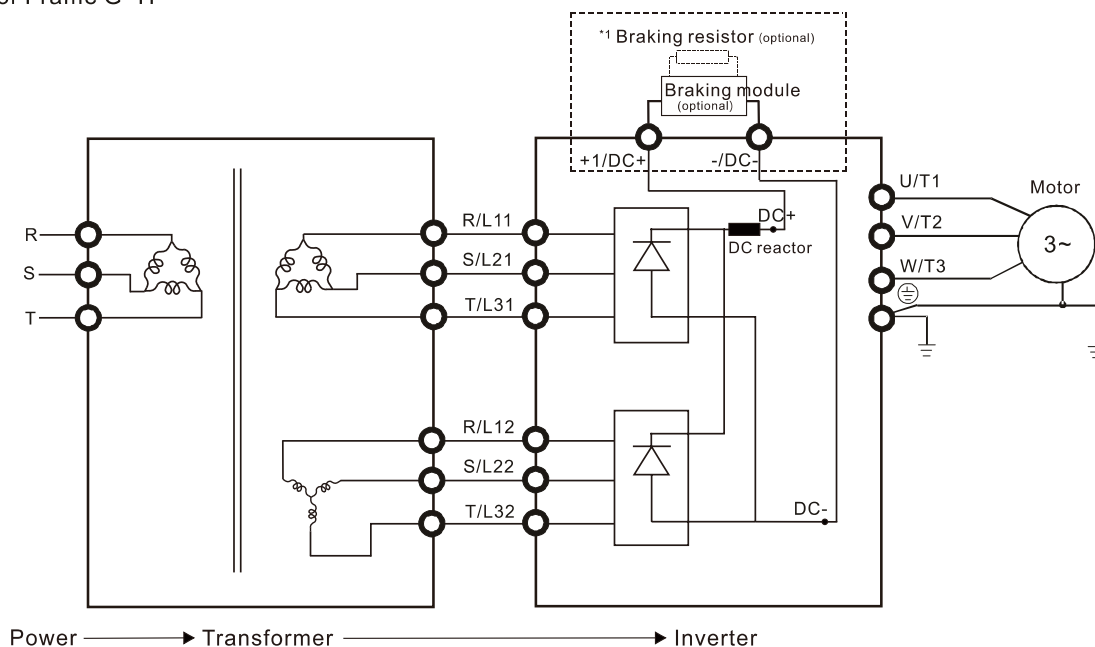 *1 Braking resistor (optional)
Braking module
(optional)
+1/DC+
-/DC-
R
S
T
R/L11
S/L21
T/L31
R/L12
S/L22
T/L32
DC+
DC reactor
DC-
U/T1
V/T2
W/T3
Motor
3~
Power
Transformer
Inverter